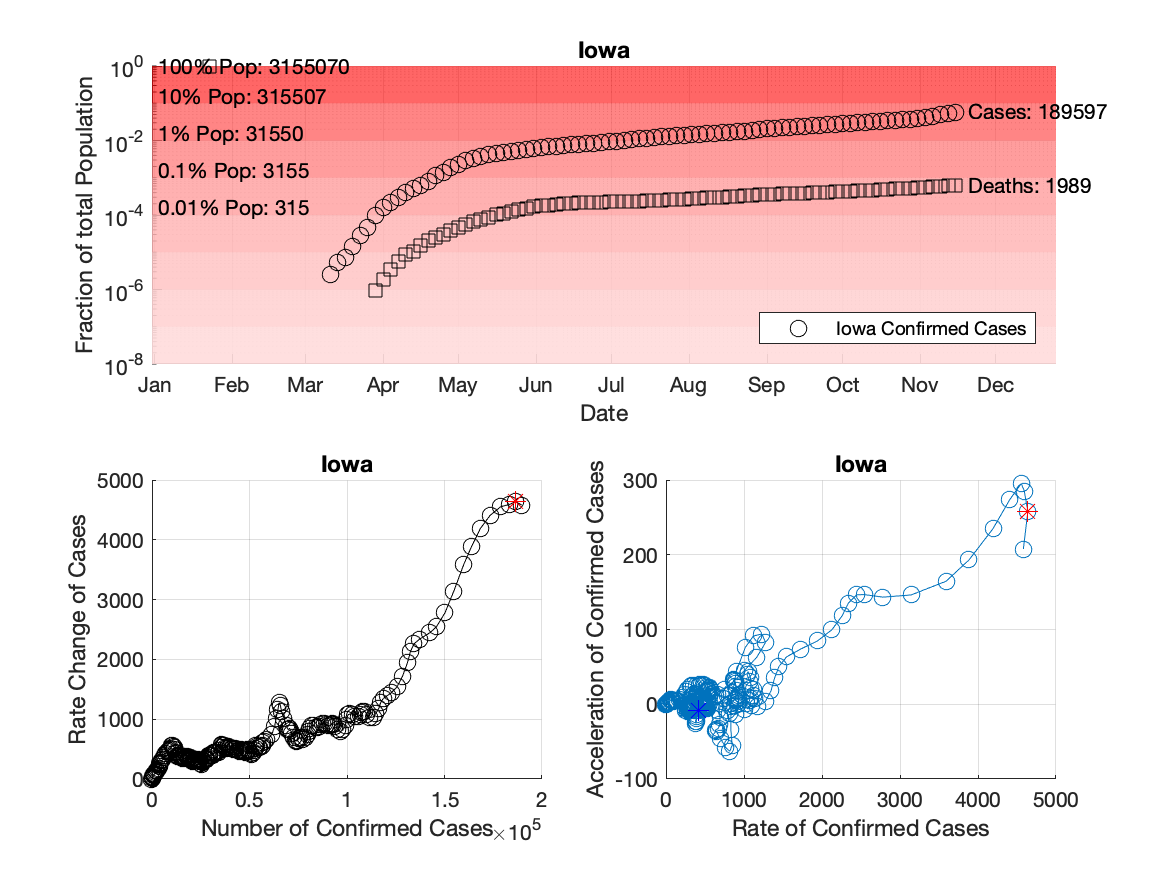 Iowa
10^0
10^-2
10^-4
10^-6
10^-8
Fraction of total Population
100% Pop: 3155070
10% Pop: 315507
1% Pop: 31550
0.1% Pop: 3155
0.01% Pop: 315
Cases: 189597
Deaths: 1989
Iowa Confirmed Cases
Jan Feb Mar Apr May Jun Jul Aug Sep Oct Nov Dec
Date
Iowa
5000
4000
3000
2000
1000
0
Rate Change of Cases
0 0.5 1 1.5 2
Number of Confirmed Cases ×10^5
Iowa
300
200
100
0
-100
Acceleration of Confirmed Cases
0 1000 2000 3000 4000 5000
Rate of Confirmed Cases